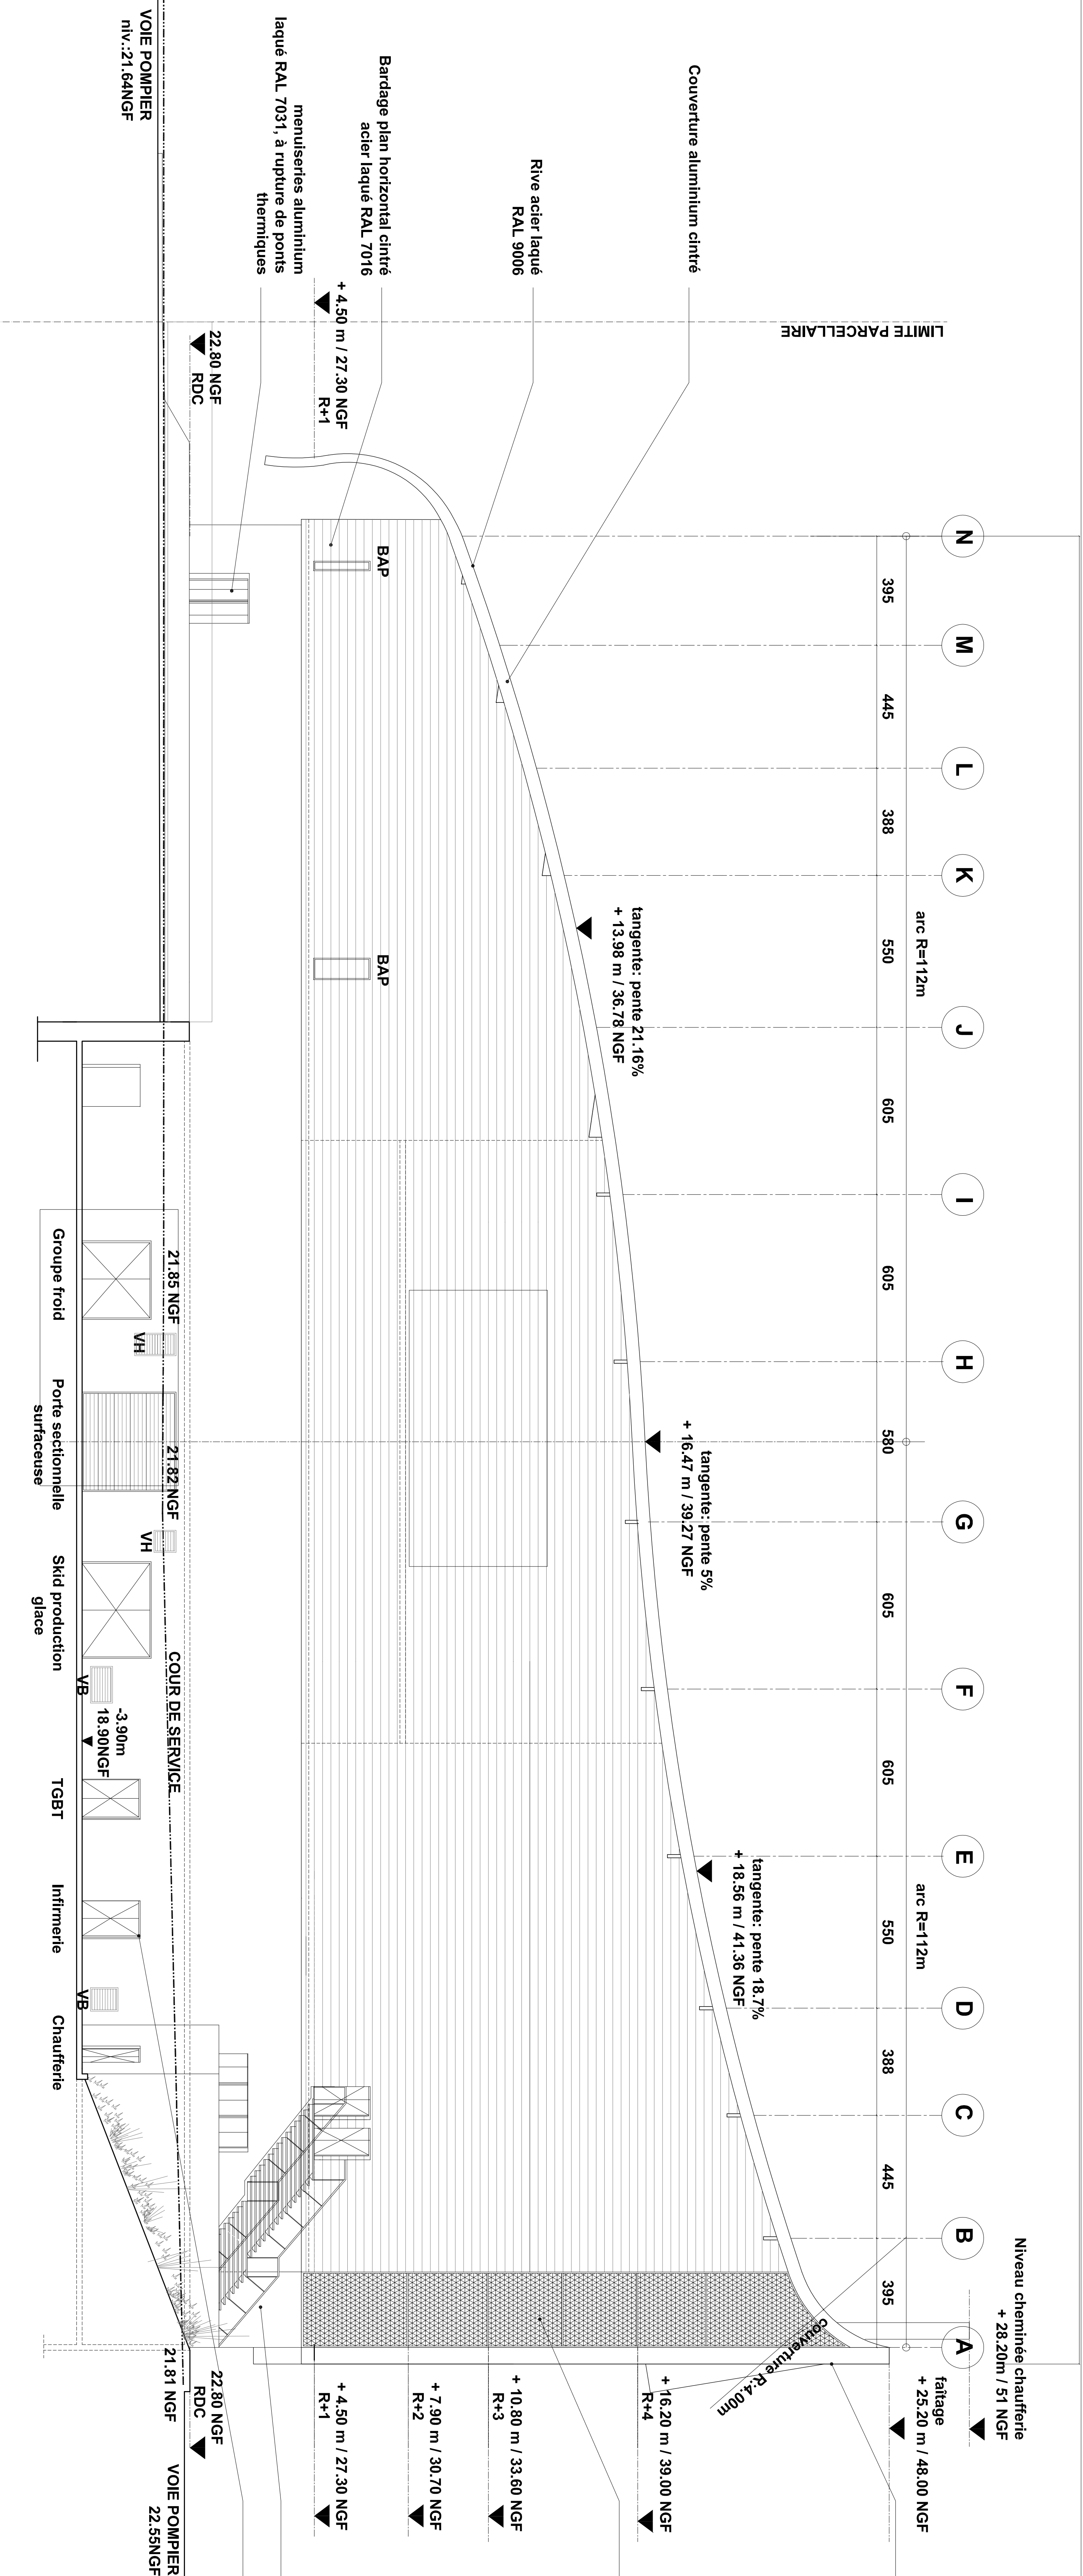 VOIE POMPIER
niv.:21.64NGF
menuiseries aluminium
laqué RAL 7031, à rupture de ponts
thermiques
Bardage plan horizontal cintré
acier laqué RAL 7016
Rive acier laqué
RAL 9006
Couverture aluminium cintré
LIMITE PARCELLAIRE
+ 4.50 m / 27.30 NGF
R+1
22.80 NGF
RDC
N
M
L
K
J
I
H
G
F
E
D
C
B
A
395
445
388
550
605
605
580
605
605
550
388
445
395
arc R=112m
arc R=112m
Niveau cheminée chaufferie
+ 28.20m / 51 NGF
faîtage
+ 25.20 m / 48.00 NGF
tangente: pente 21.16%
+ 13.98 m / 36.78 NGF
tangente: pente 5%
+ 16.47 m / 39.27 NGF
tangente: pente 18.7%
+ 18.56 m / 41.36 NGF
couverture R:4.00m
BAP
BAP
+ 16.20 m / 39.00 NGF
R+4
+ 10.80 m / 33.60 NGF
R+3
+ 7.90 m / 30.70 NGF
R+2
+ 4.50 m / 27.30 NGF
R+1
22.80 NGF
RDC
21.81 NGF
VOIE POMPIER
22.55NGF
21.85 NGF
VH
21.82 NGF
VH
COUR DE SERVICE
VB
-3.90m
18.90NGF
VB
Groupe froid
Porte sectionnelle
surfaceuse
Skid production
glace
TGBT
Infirmerie
Chaufferie